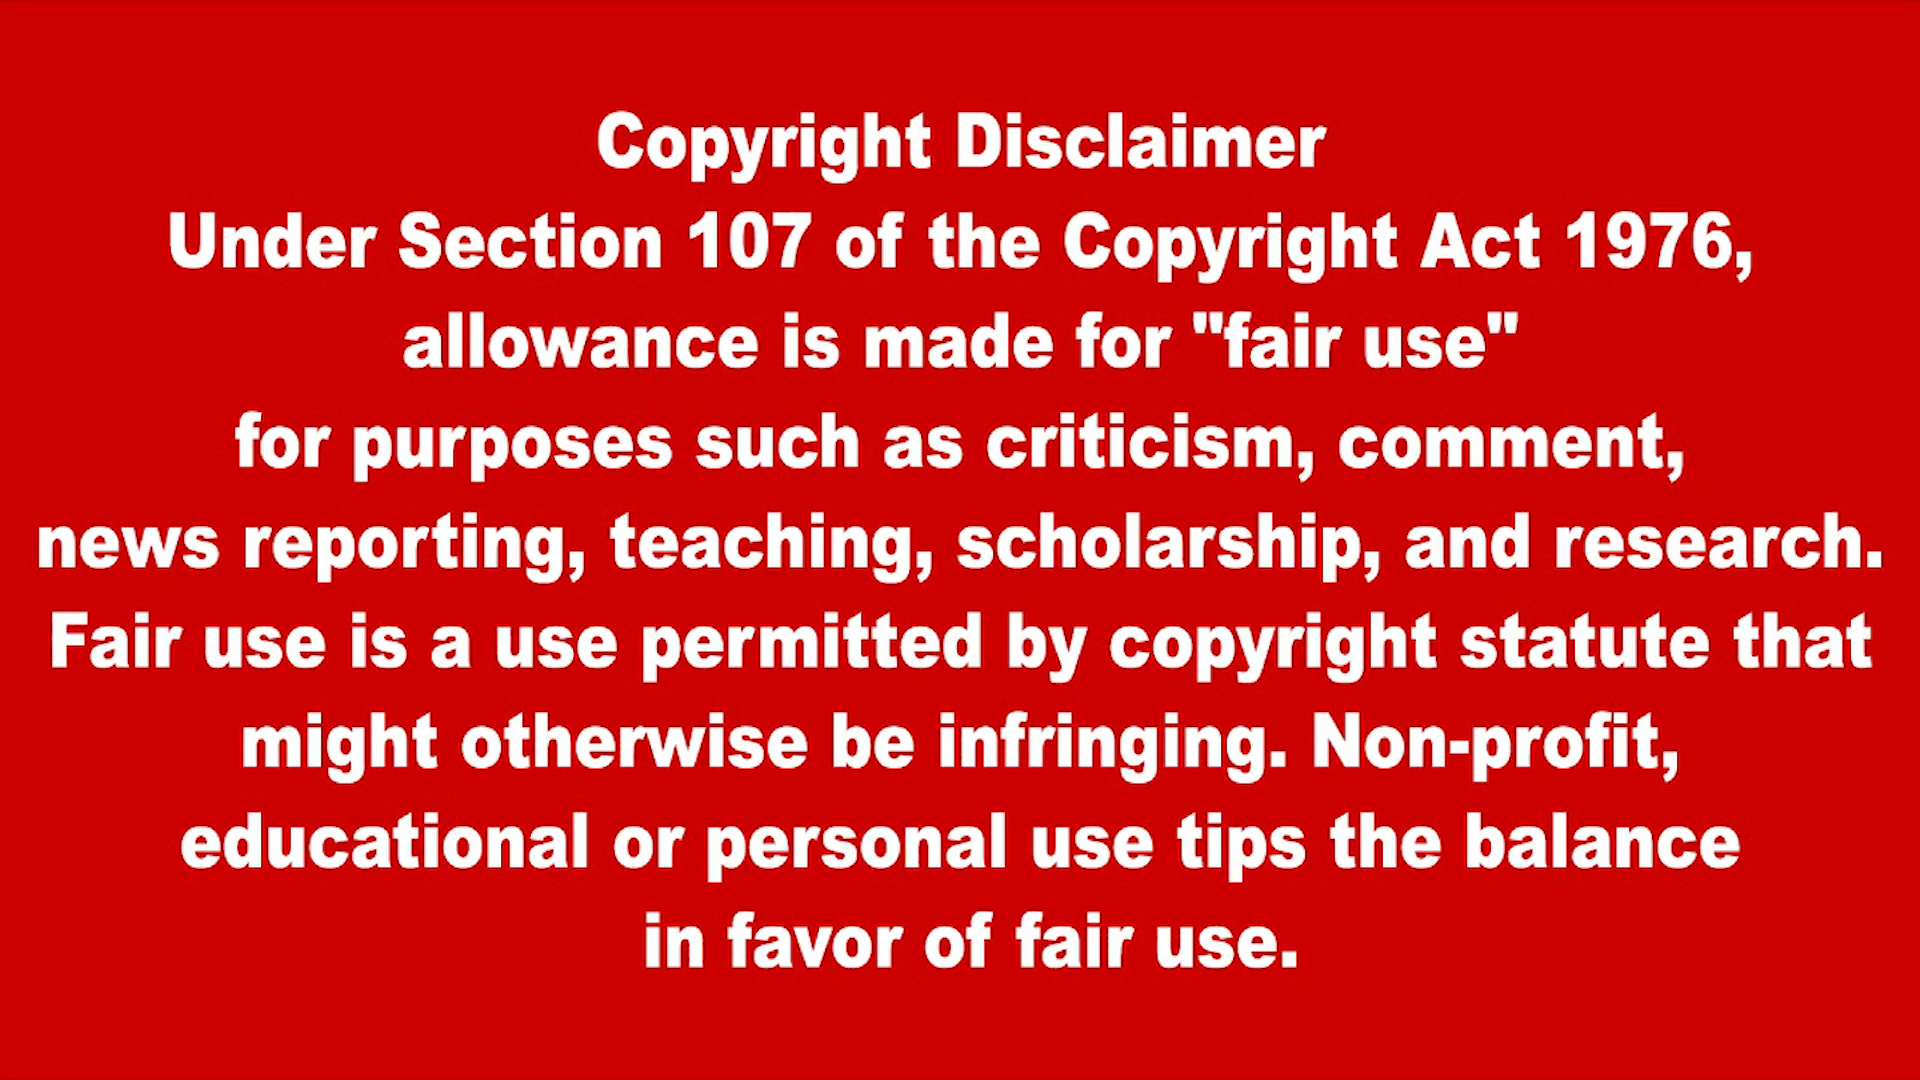 Copyright Disclaimer
Under Section 107 of the Copyright Act 1976,
allowance is made for "fair use"
for purposes such as criticism, comment,
news reporting, teaching, scholarship, and research.
Fair use is a use permitted by copyright statute that
might otherwise be infringing. Non-profit,
educational or personal use tips the balance
in favor of fair use.